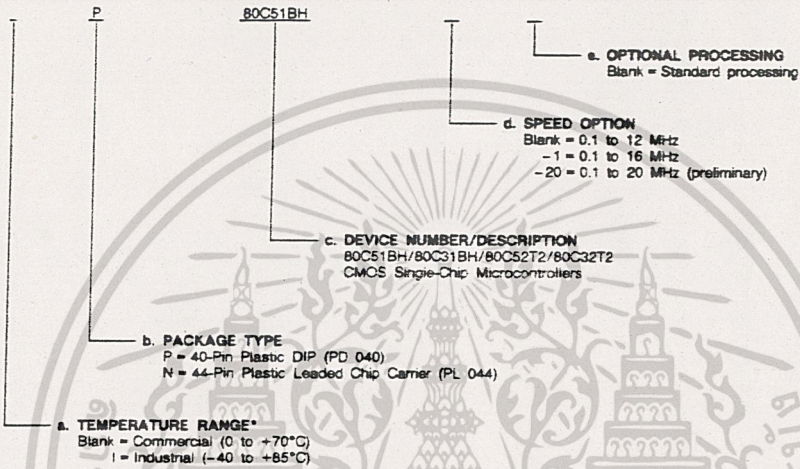 P 80C51BH
e. OPTIONAL PROCESSING
Blank = Standard processing
d. SPEED OPTION
Blank = 0.1 to 12 MHz
-1 = 0.1 to 16 MHz
-20 = 0.1 to 20 MHz (preliminary)
c. DEVICE NUMBER/DESCRIPTION
80C51BH/80C31BH/80C52T2/80C32T2
CMOS Single-Chip Microcontrollers
b. PACKAGE TYPE
P = 40-Pin Plastic DIP (PD 040)
N = 44-Pin Plastic Leaded Chip Carrier (PL 044)
a. TEMPERATURE RANGE*
Blank = Commercial (0 to +70°C)
I = Industrial (-40 to +85°C)